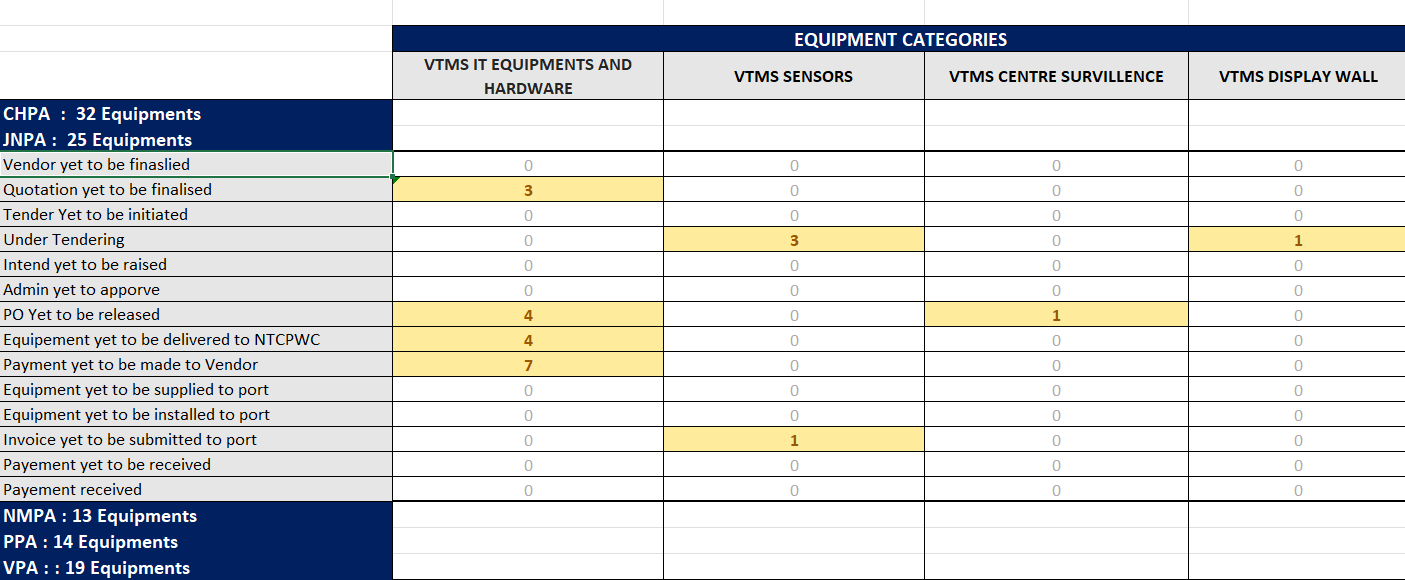 EQUIPMENT CATEGORIES
VTMS IT EQUIPMENTS AND
HARDWARE
VTMS SENSORS
VTMS CENTRE SURVILLENCE
VTMS DISPLAY WALL
CHPA : 32 Equipments
JNPA : 25 Equipments
Vendor yet to be finaslied 0 0 0 0
Quotation yet to be finalised 3 0 0 0
Tender Yet to be initiated 0 0 0 0
Under Tendering 0 3 0 1
Intend yet to be raised 0 0 0 0
Admin yet to apporve 0 0 0 0
PO Yet to be released 4 0 1 0
Equipement yet to be delivered to NTCPWC 4 0 0 0
Payment yet to be made to Vendor 7 0 0 0
Equipment yet to be supplied to port 0 0 0 0
Equipment yet to be installed to port 0 0 0 0
Invoice yet to be submitted to port 0 1 0 0
Payement yet to be received 0 0 0 0
Payement received 0 0 0 0
NMPA : 13 Equipments
PPA : 14 Equipments
VPA : : 19 Equipments